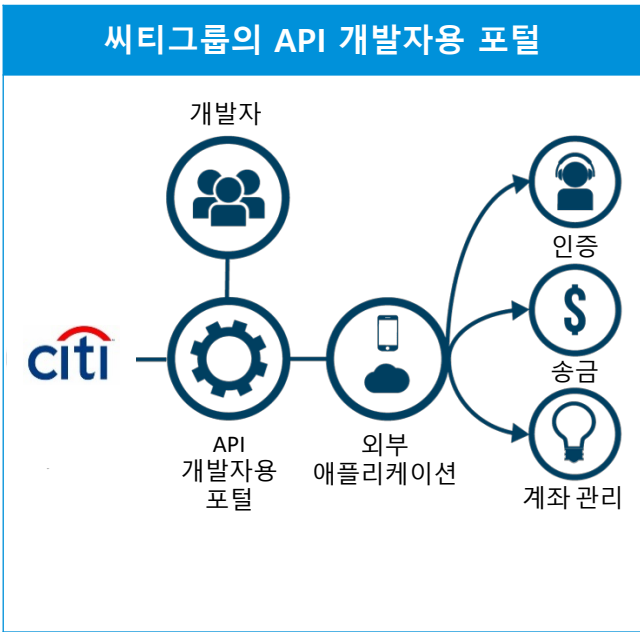 씨티그룹의 API 개발자용 포털
개발자
인증
citi
송금
API
개발자용
포털
외부
애플리케이션
계좌 관리